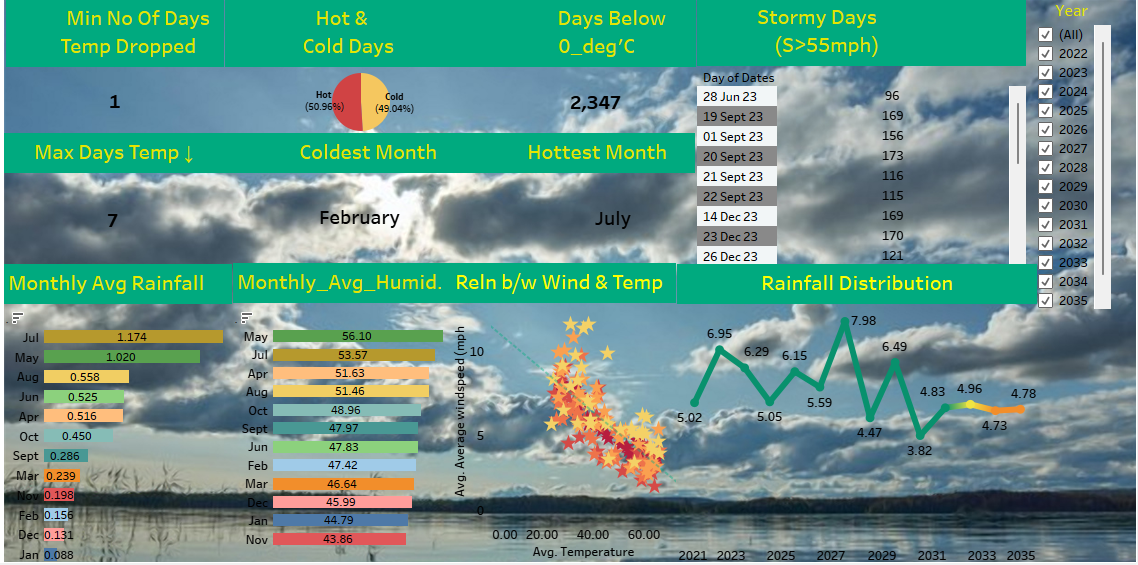 Min No Of Days
Temp Dropped
1
Hot &
Cold Days
Hot
(50.96%)
Cold
(49.04%)
Days Below
0_deg'C
2,347
Stormy Days
(S>55mph)
Day of Dates
28 Jun 23 96
19 Sept 23 169
01 Sept 23 156
20 Sept 23 173
21 Sept 23 116
22 Sept 23 115
14 Dec 23 169
23 Dec 23 170
26 Dec 23 121
Year
(All)
2022
2023
2024
2025
2026
2027
2028
2029
2030
2031
2032
2033
2034
2035
Max Days Temp ↓
7
Coldest Month
February
Hottest Month
July
Monthly Avg Rainfall
Jul 1.174
May 1.020
Aug 0.558
Jun 0.525
Apr 0.516
Oct 0.450
Sept 0.286
Mar 0.239
Nov 0.198
Feb 0.156
Dec 0.131
Jan 0.088
Monthly_Avg_Humid.
May 56.10
Jul 53.57
Apr 51.63
Aug 51.46
Oct 48.96
Sept 47.97
Jun 47.83
Feb 47.42
Mar 46.64
Dec 45.99
Jan 44.79
Nov 43.86
Reln b/w Wind & Temp
Avg. Average windspeed (mph
10
5
0
0.00 20.00 40.00 60.00
Avg. Temperature
Rainfall Distribution
5.02
6.95
6.29
5.05
6.15
5.59
7.98
4.47
6.49
3.82
4.83
4.96
4.73
4.78
2021 2023 2025 2027 2029 2031 2033 2035